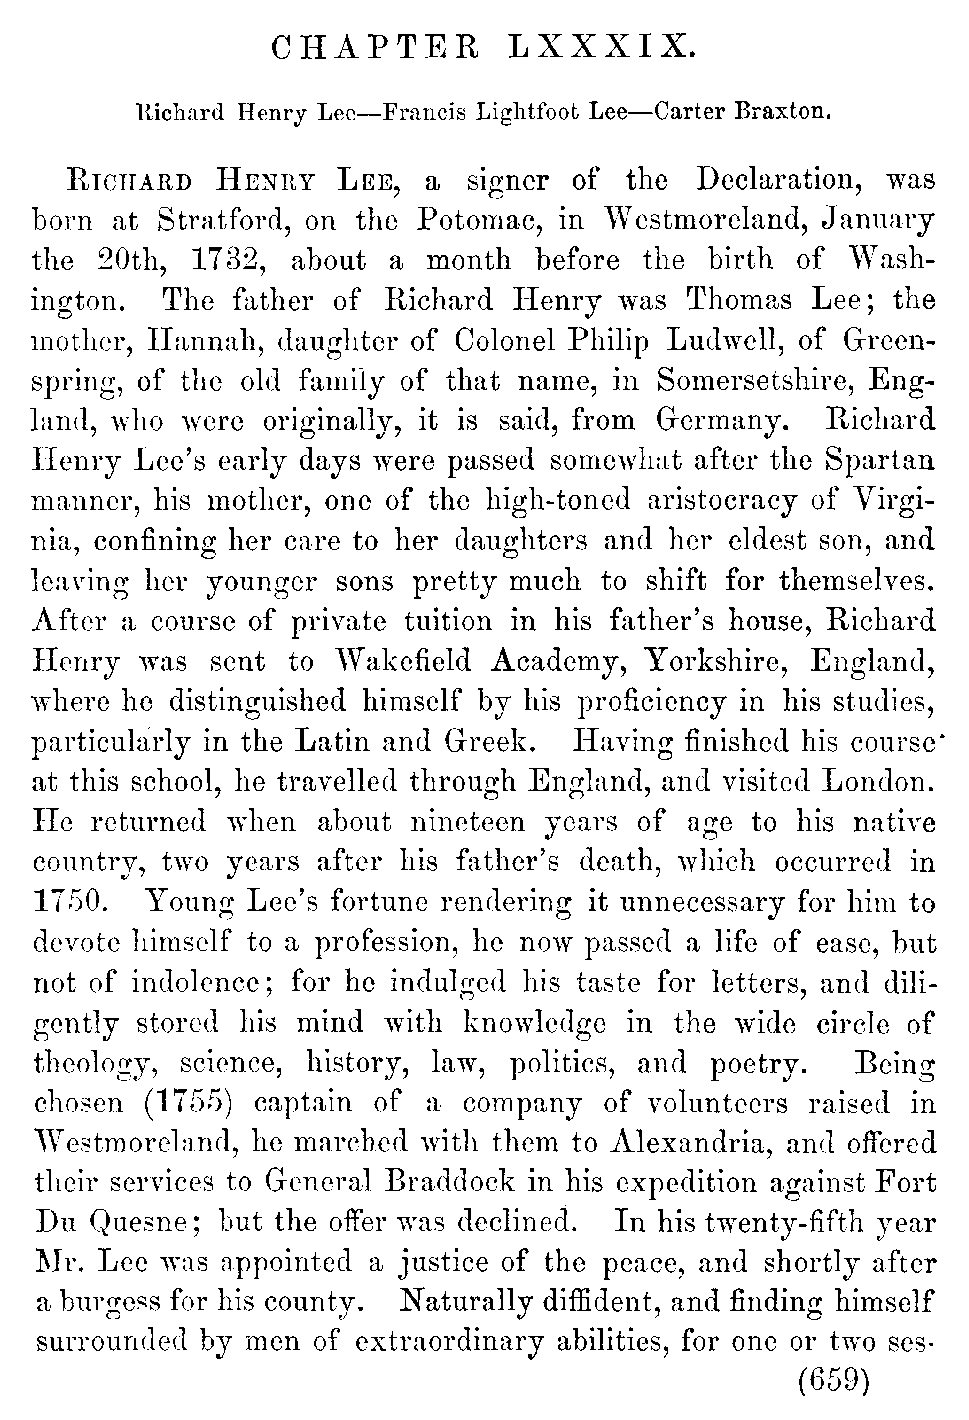 CHAPTER LXXXIX.
Richard Henry Lee—Francis Lightfoot Lee—Carter Braxton.
Richard Henry Lee, a signer of the Declaration, was
born at Stratford, on the Potomac, in Westmoreland, January
the 20th, 1732, about a month before the birth of Wash-
ington. The father of Richard Henry was Thomas Lee; the
mother, Hannah, daughter of Colonel Philip Ludwell, of Green-
spring, of the old family of that name, in Somersetshire, Eng-
land, who were originally, it is said, from Germany. Richard
Henry Lee's early days were passed somewhat after the Spartan
manner, his mother, one of the high-toned aristocracy of Virgi-
nia, confining her care to her daughters and her eldest son, and
leaving her younger sons pretty much to shift for themselves.
After a course of private tuition in his father's house, Richard
Henry was sent to Wakefield Academy, Yorkshire, England,
where he distinguished himself by his proficiency in his studies,
particularly in the Latin and Greek. Having finished his course
at this school, he travelled through England, and visited London.
He returned when about nineteen years of age to his native
country, two years after his father's death, which occurred in
1750. Young Lee's fortune rendering it unnecessary for him to
devote himself to a profession, he now passed a life of ease, but
not of indolence; for he indulged his taste for letters, and dili-
gently stored his mind with knowledge in the wide circle of
theology, science, history, law, politics, and poetry. Being
chosen (1755) captain of a company of volunteers raised in
Westmoreland, he marched with them to Alexandria, and offered
their services to General Braddock in his expedition against Fort
Du Quesne; but the offer was declined. In his twenty-fifth year
Mr. Lee was appointed a justice of the peace, and shortly after
a burgess for his county. Naturally diffident, and finding himself
surrounded by men of extraordinary abilities, for one or two ses-
(659)